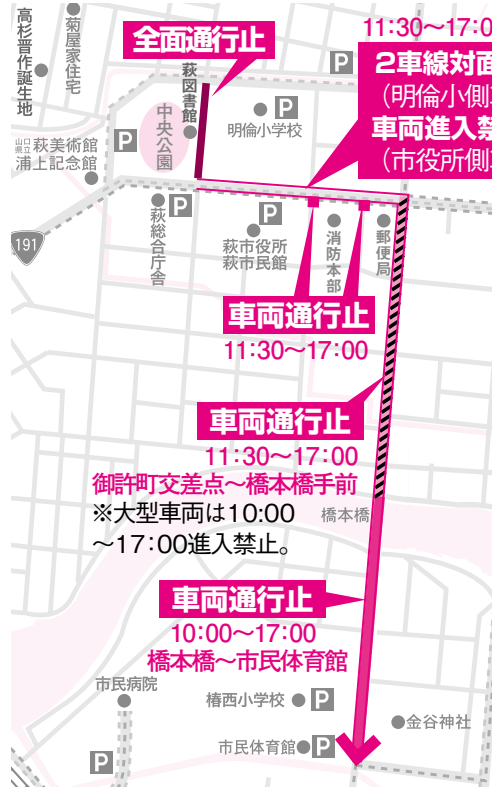 高杉晋作誕生地
菊屋家住宅
全面通行止
11:30〜17:0
2車線対面
（明倫小側
車両進入禁
（市役所側
P
萩図書館
中央公園
P
明倫小学校
P
山口県立萩美術館
浦上記念館
191
萩総合庁舎
P
P
萩市役所
萩市民館
消防本部
郵便局
車両通行止
11:30〜17:00
車両通行止
11:30〜17:00
御許町交差点〜橋本橋手前
※大型車両は10:00
〜17:00進入禁止。
橋本橋
車両通行止
10:00〜17:00
橋本橋〜市民体育館
市民病院
椿西小学校
P
金谷神社
市民体育館
P
P